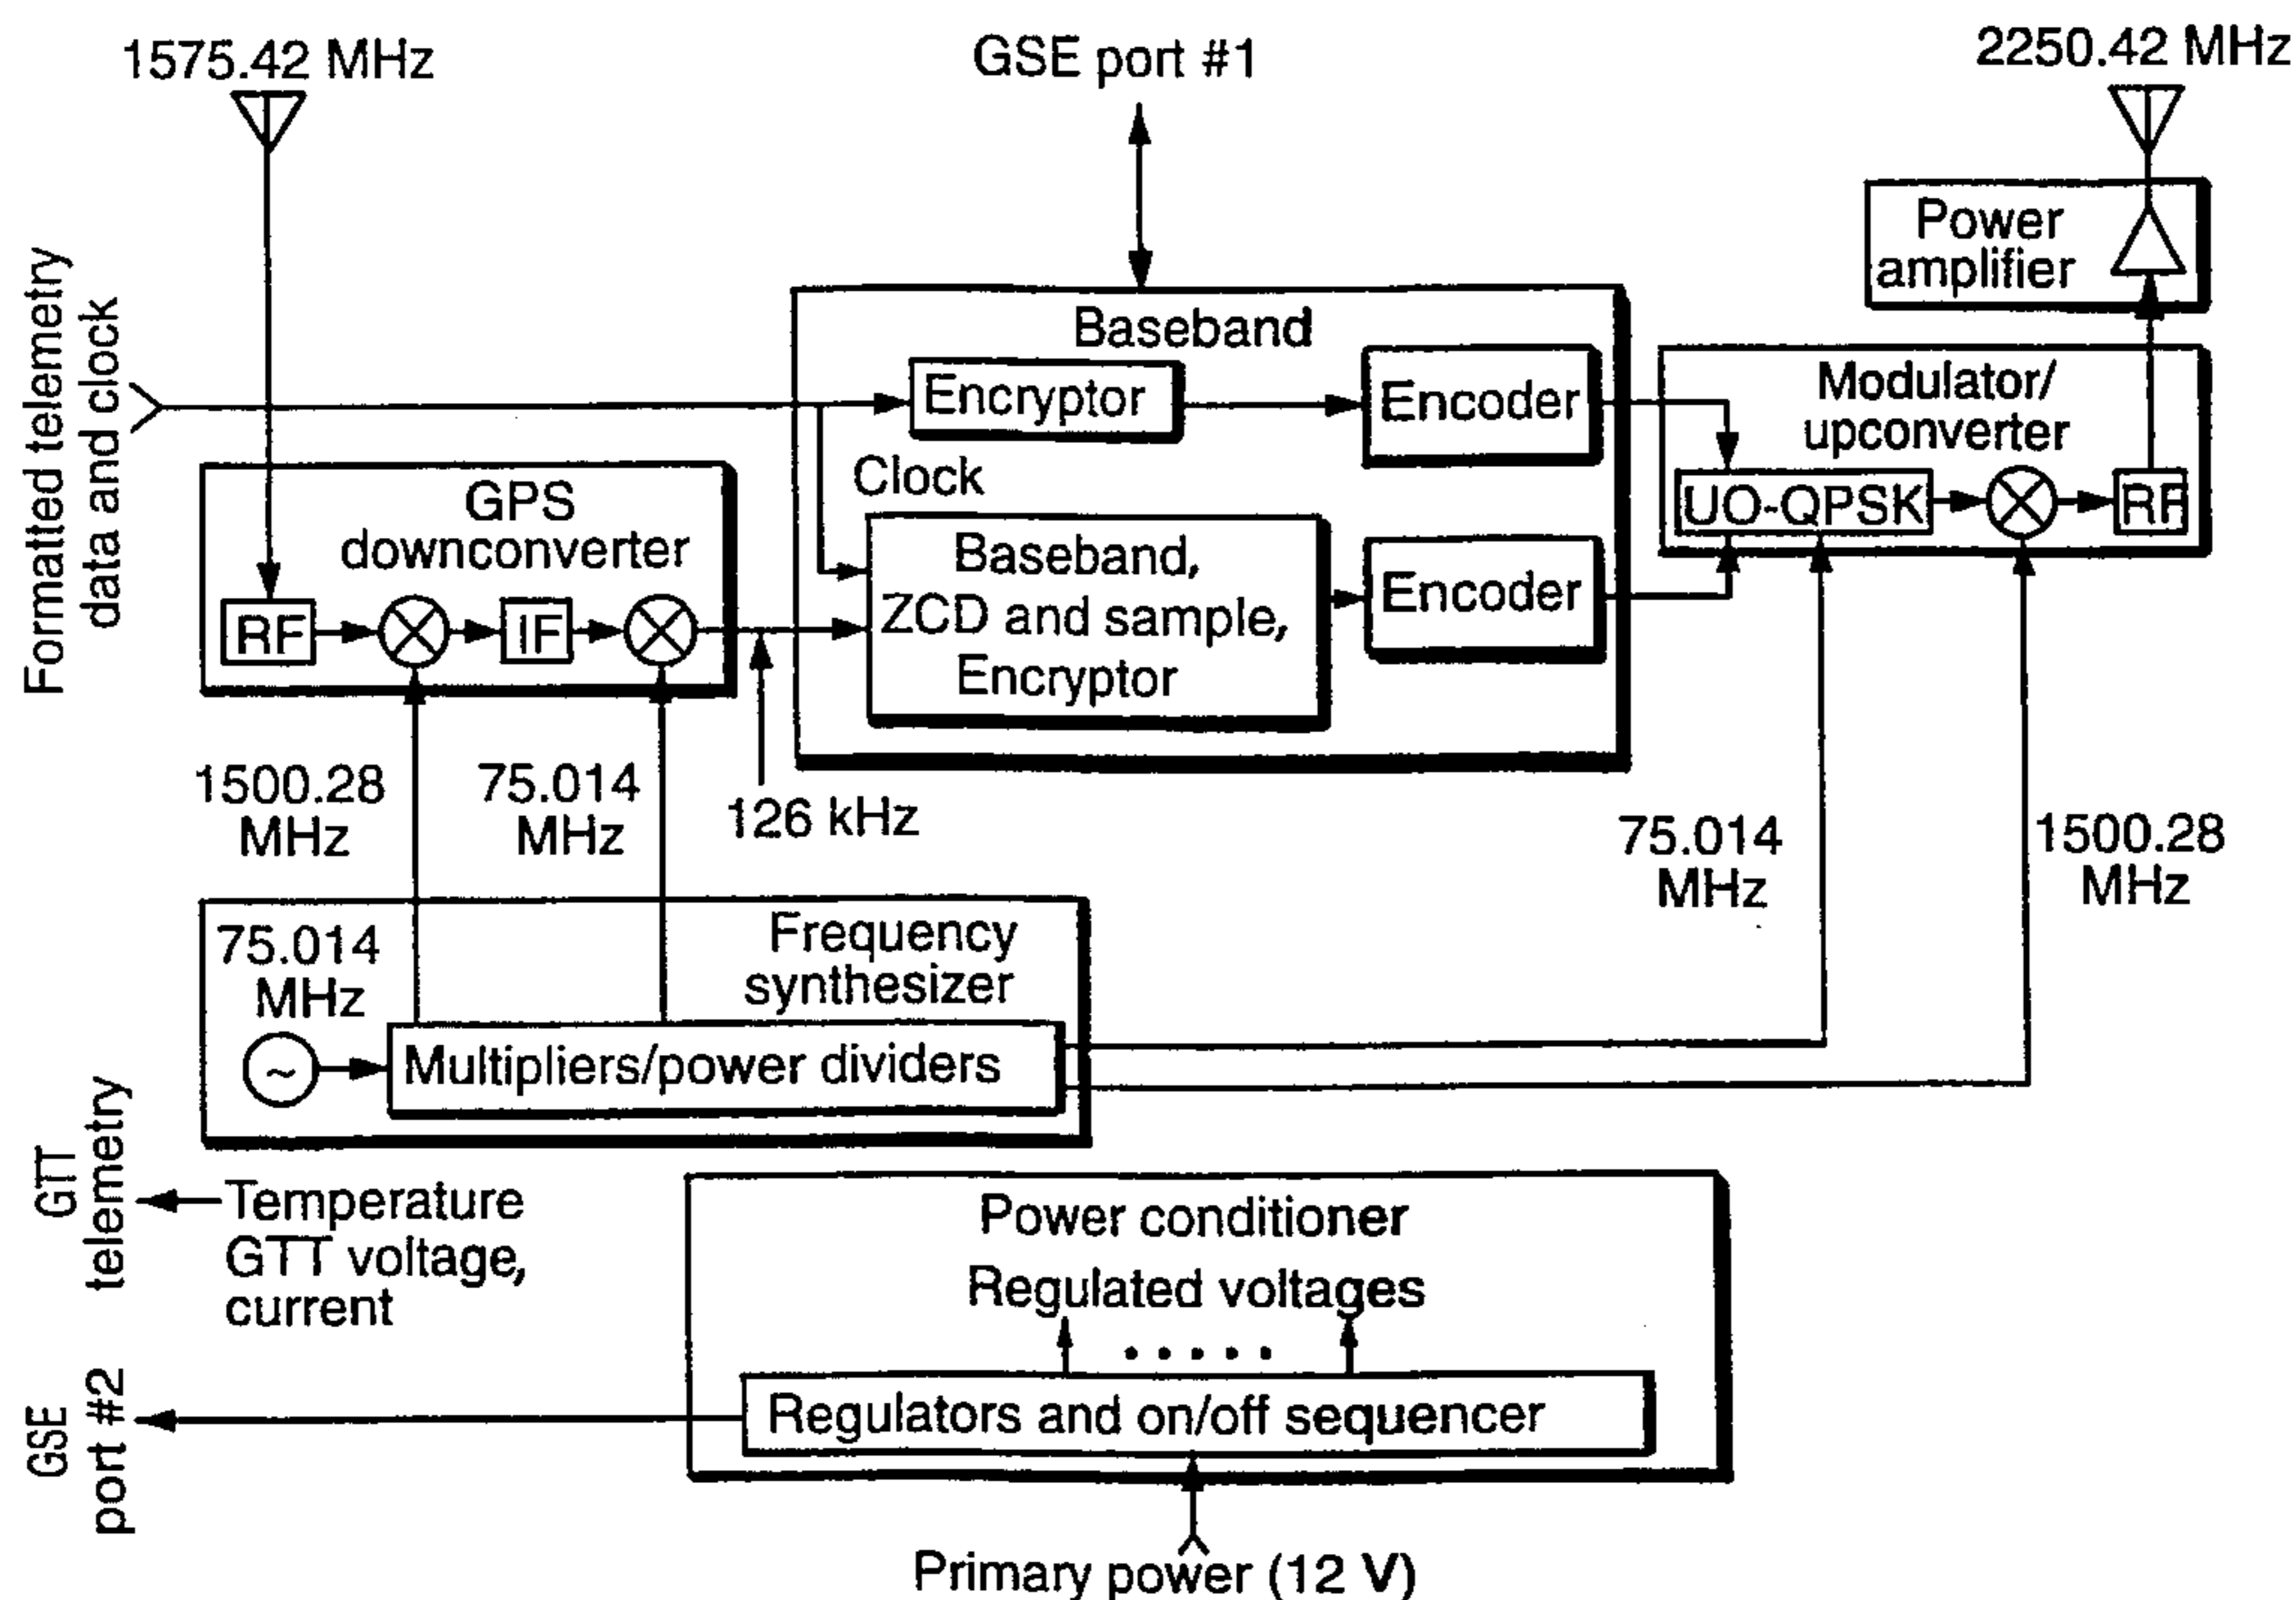 1575.42 MHz
GSE port #1
2250.42 MHz
Power
amplifier
Formatted telemetry
data and clock
Baseband
Encryptor
Encoder
Modulator/
upconverter
Clock
GPS
downconverter
UO-QPSK
RF
Baseband,
ZCD and sample,
Encryptor
Encoder
RF
IF
1500.28
MHz
75.014
MHz
126 kHz
75.014
MHz
1500.28
MHz
75.014
MHz
Frequency
synthesizer
~
Multipliers/power dividers
GTT
telemetry
Temperature
GTT voltage,
current
Power conditioner
Regulated voltages
GSE
port #2
Regulators and on/off sequencer
Primary power (12 V)